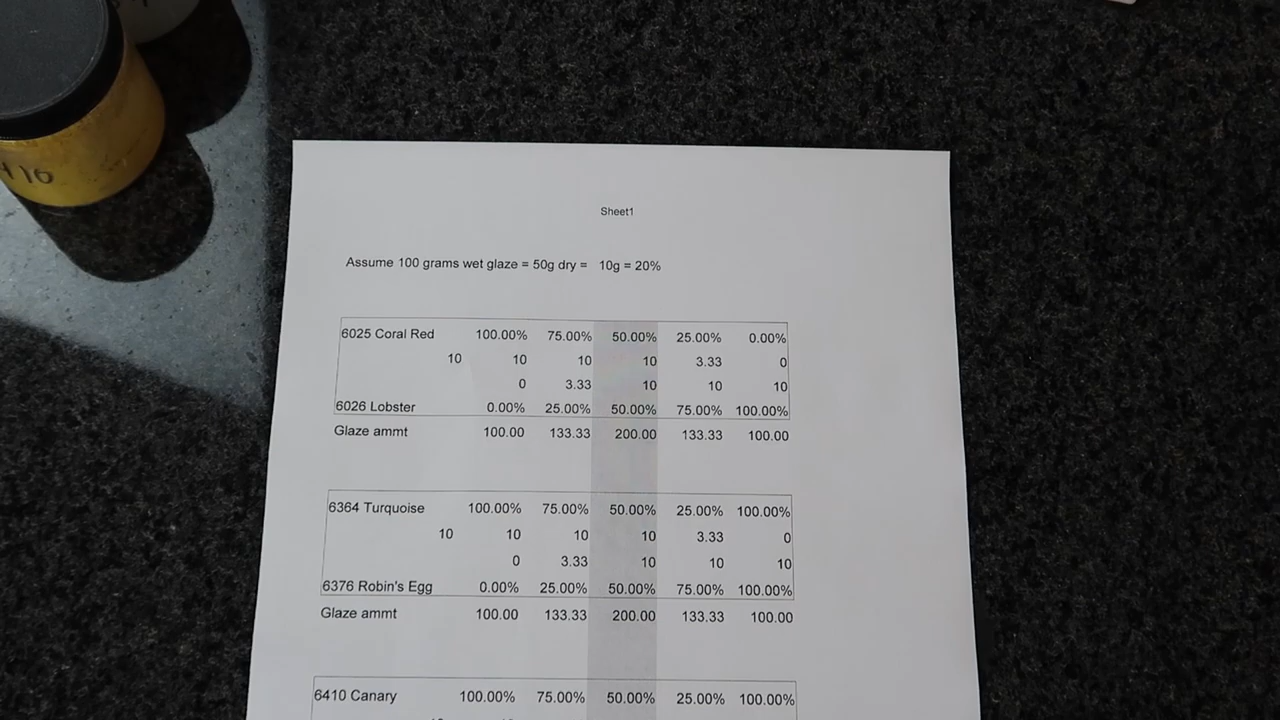 Sheet1
Assume 100 grams wet glaze = 50g dry = 10g = 20%
6025 Coral Red 100.00% 75.00% 50.00% 25.00% 0.00%
10 10 10 10 3.33 0
0 3.33 10 10 10
6026 Lobster 0.00% 25.00% 50.00% 75.00% 100.00%
Glaze ammt 100.00 133.33 200.00 133.33 100.00
6364 Turquoise 100.00% 75.00% 50.00% 25.00% 100.00%
10 10 10 10 3.33 0
0 3.33 10 10 10
6376 Robin's Egg 0.00% 25.00% 50.00% 75.00% 100.00%
Glaze ammt 100.00 133.33 200.00 133.33 100.00
6410 Canary 100.00% 75.00% 50.00% 25.00% 100.00%